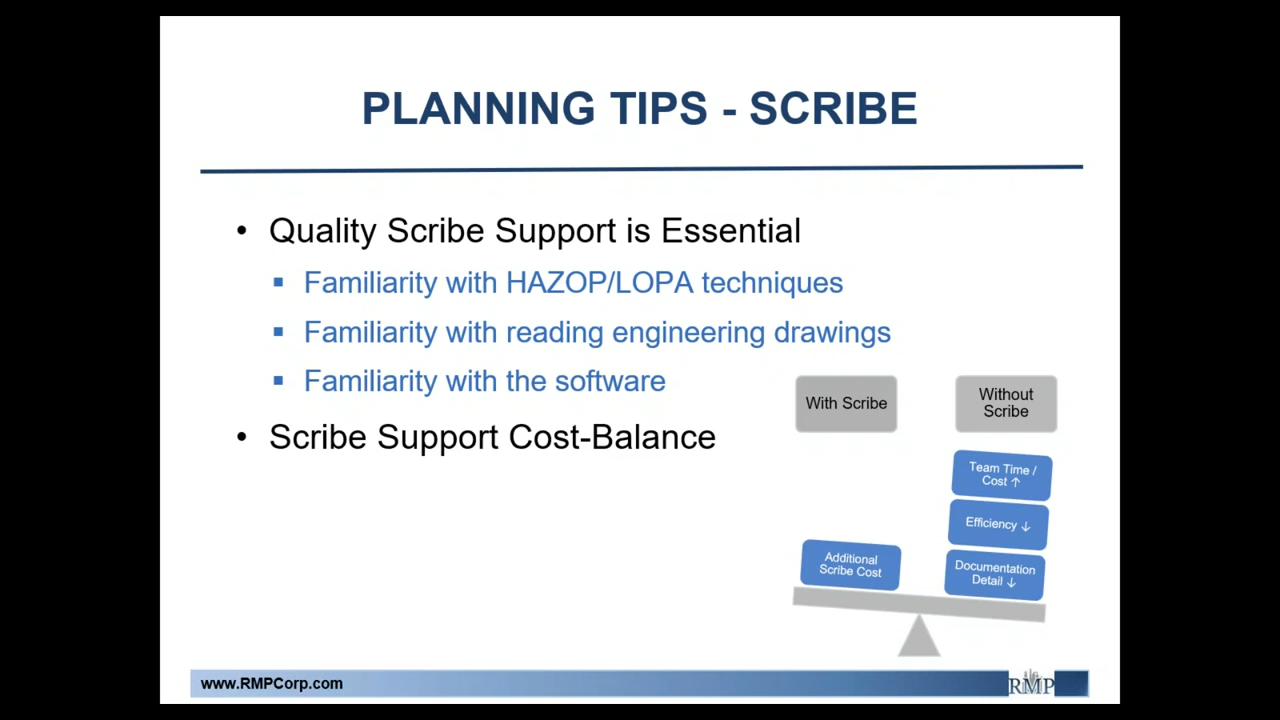 PLANNING TIPS - SCRIBE
• Quality Scribe Support is Essential
▪ Familiarity with HAZOP/LOPA techniques
▪ Familiarity with reading engineering drawings
▪ Familiarity with the software
• Scribe Support Cost-Balance
With Scribe
Without
Scribe
Team Time /
Cost ↑
Efficiency ↓
Additional
Scribe Cost
Documentation
Detail ↓
www.RMPCorp.com
RMP